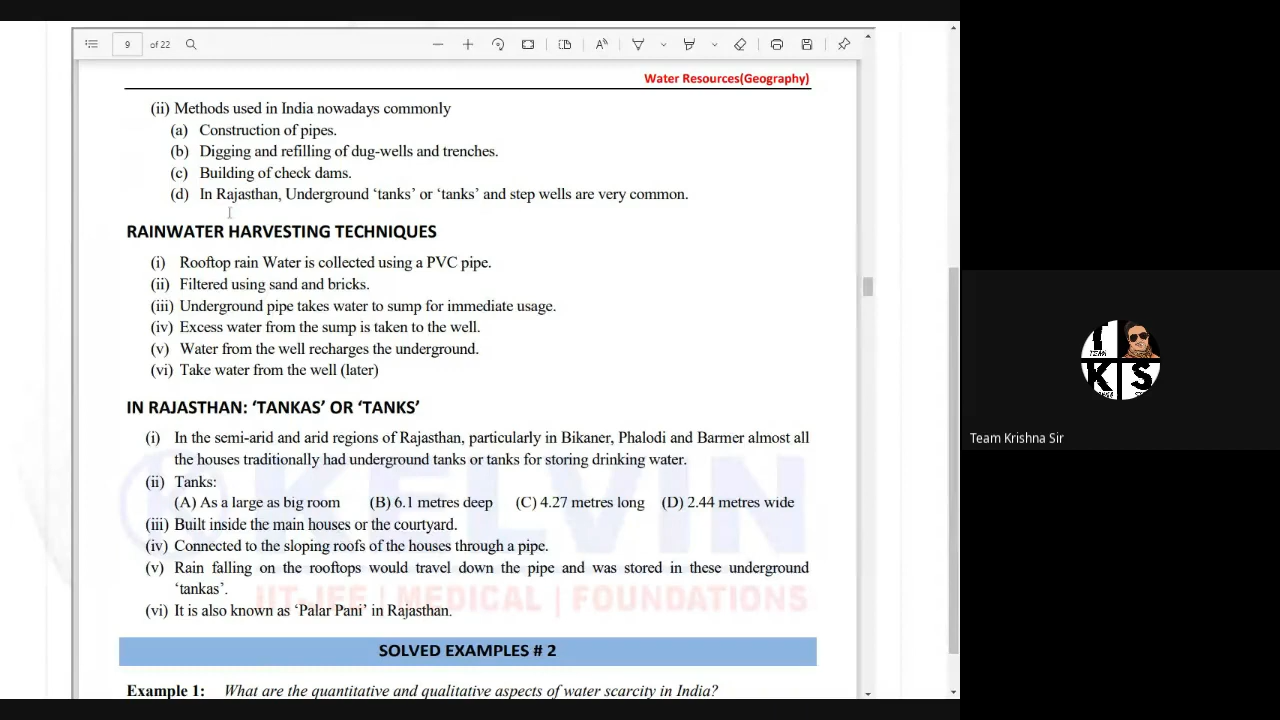 9 of 22
Water Resources(Geography)
(ii) Methods used in India nowadays commonly
(a) Construction of pipes.
(b) Digging and refilling of dug-wells and trenches.
(c) Building of check dams.
(d) In Rajasthan, Underground ‘tanks’ or ‘tanks’ and step wells are very common.
RAINWATER HARVESTING TECHNIQUES
(i) Rooftop rain Water is collected using a PVC pipe.
(ii) Filtered using sand and bricks.
(iii) Underground pipe takes water to sump for immediate usage.
(iv) Excess water from the sump is taken to the well.
(v) Water from the well recharges the underground.
(vi) Take water from the well (later)
IN RAJASTHAN: ‘TANKAS’ OR ‘TANKS’
(i) In the semi-arid and arid regions of Rajasthan, particularly in Bikaner, Phalodi and Barmer almost all
the houses traditionally had underground tanks or tanks for storing drinking water.
(ii) Tanks:
(A) As a large as big room (B) 6.1 metres deep (C) 4.27 metres long (D) 2.44 metres wide
(iii) Built inside the main houses or the courtyard.
(iv) Connected to the sloping roofs of the houses through a pipe.
(v) Rain falling on the rooftops would travel down the pipe and was stored in these underground
‘tankas’.
(vi) It is also known as ‘Palar Pani’ in Rajasthan.
KELVIN
IIT-JEE | MEDICAL | FOUNDATIONS
SOLVED EXAMPLES # 2
Example 1: What are the quantitative and qualitative aspects of water scarcity in India?
TEAM
K S
Team Krishna Sir